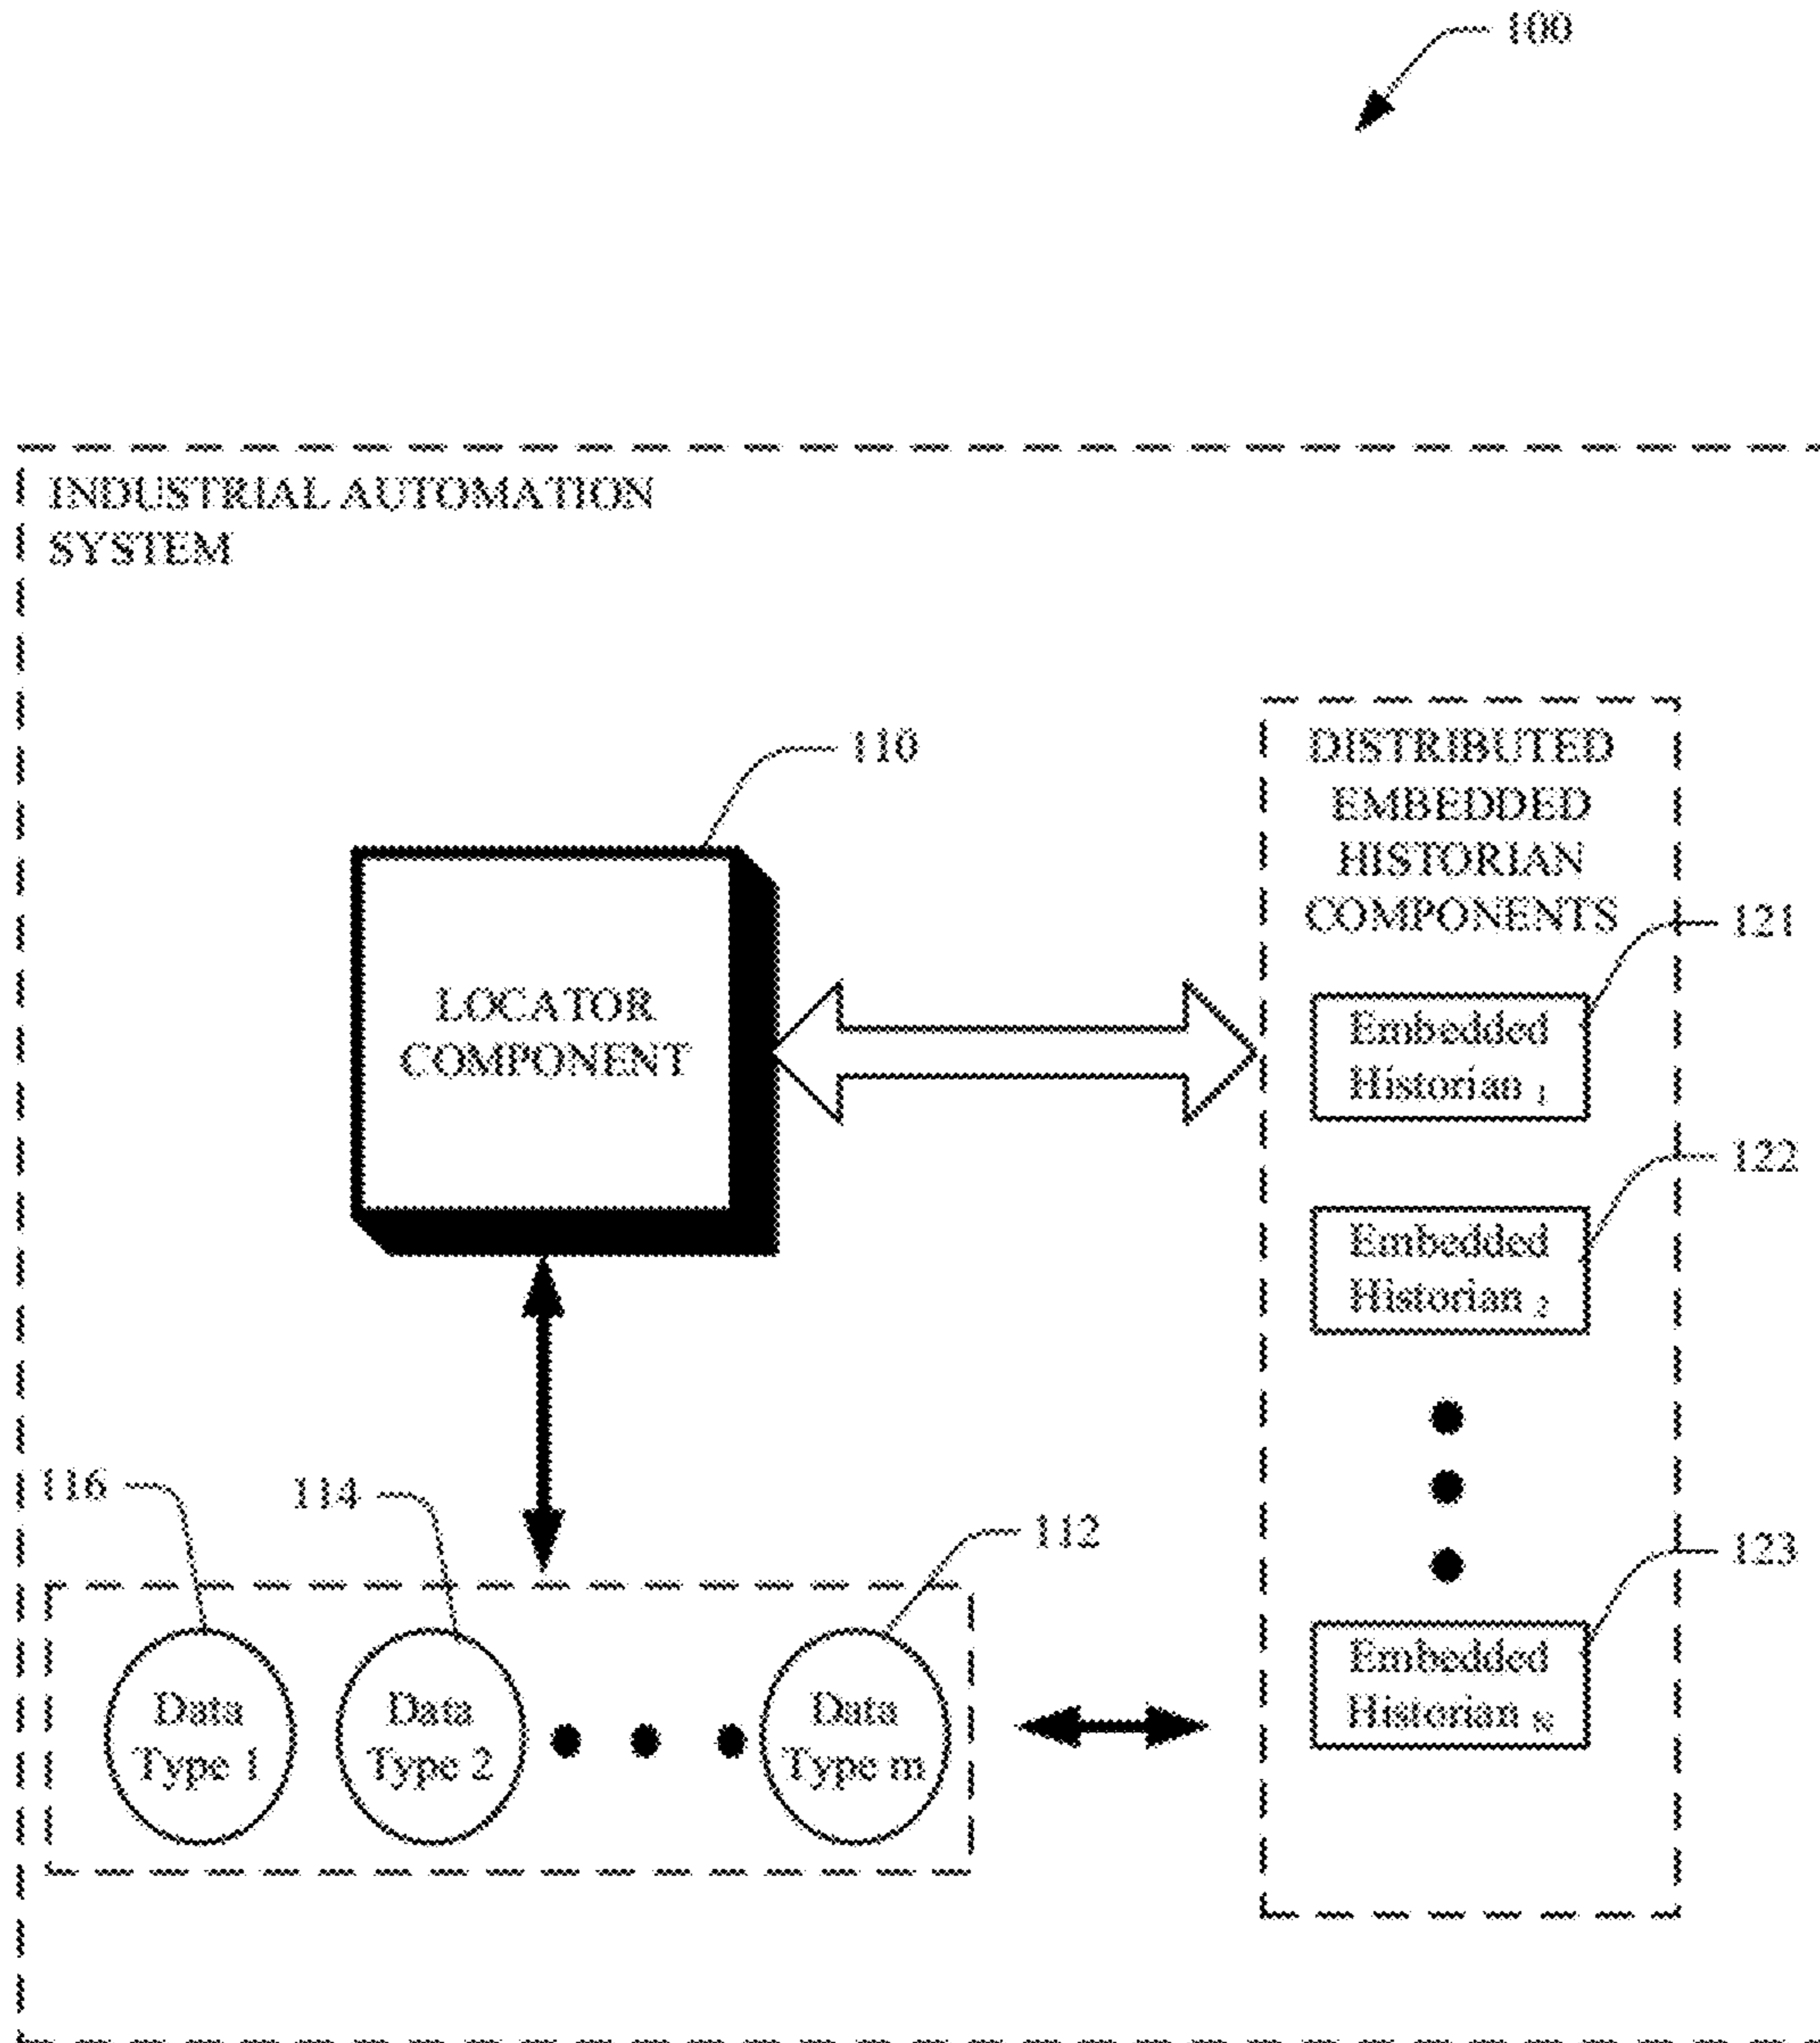 100
INDUSTRIAL AUTOMATION
SYSTEM
110
LOCATOR
COMPONENT
DISTRIBUTED
EMBEDDED
HISTORIAN
COMPONENTS
121
Embedded
Historian 1
122
Embedded
Historian 2
123
Embedded
Historian N
116
114
112
Data
Type 1
Data
Type 2
Data
Type m